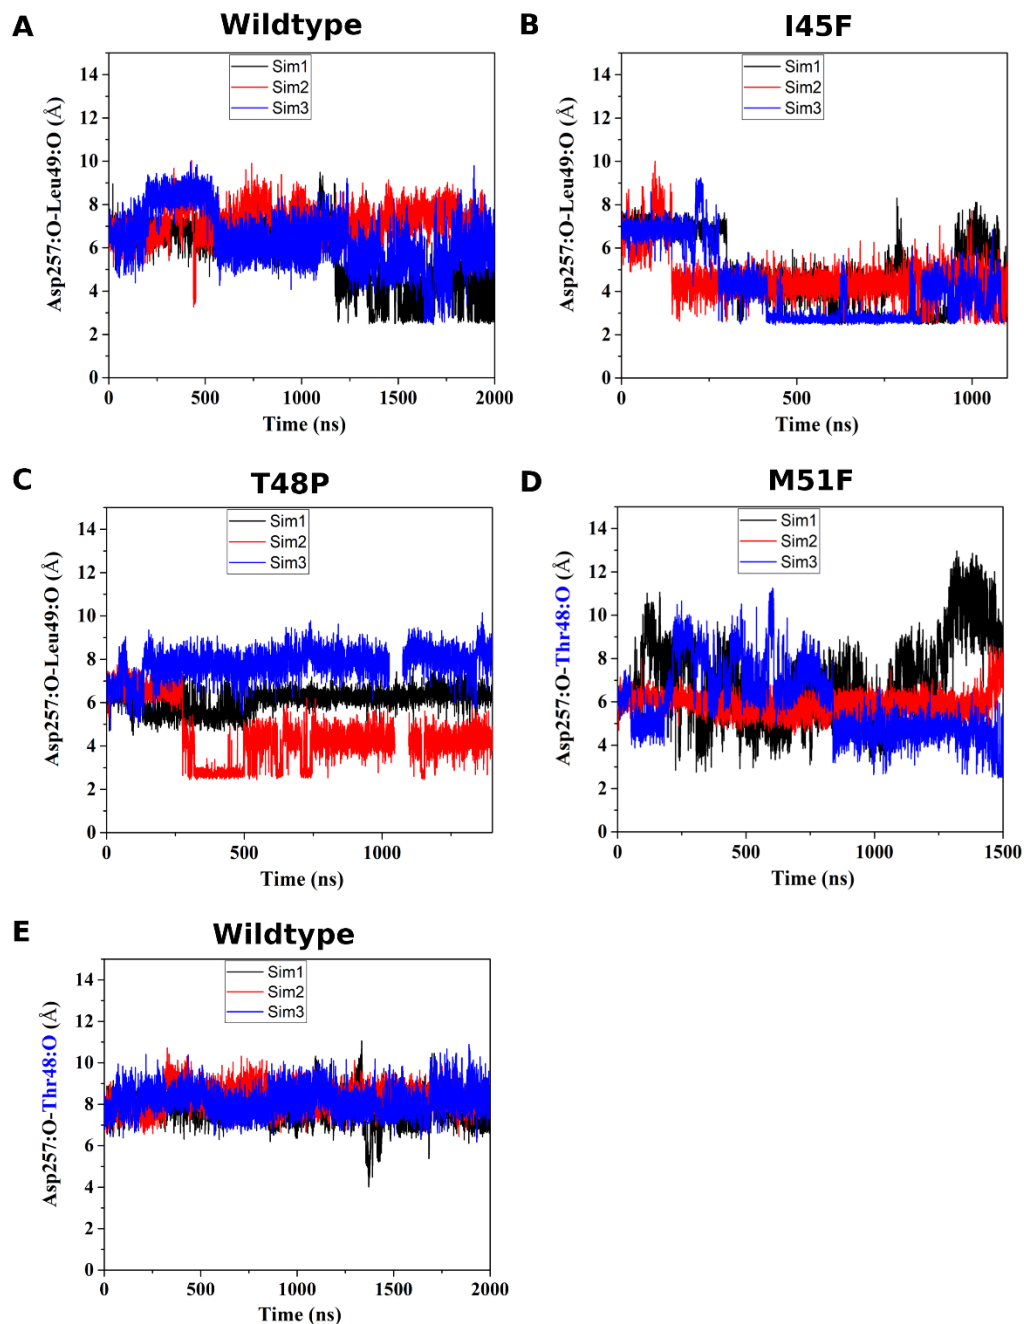 A Wildtype
Sim1
Sim2
Sim3
Asp257:O-Leu49:O (Å)
14
12
10
8
6
4
2
0
0 500 1000 1500 2000
Time (ns)
B I45F
Sim1
Sim2
Sim3
Asp257:O-Leu49:O (Å)
14
12
10
8
6
4
2
0
0 500 1000
Time (ns)
C T48P
Sim1
Sim2
Sim3
Asp257:O-Leu49:O (Å)
14
12
10
8
6
4
2
0
0 500 1000
Time (ns)
D M51F
Sim1
Sim2
Sim3
Asp257:O-Thr48:O (Å)
14
12
10
8
6
4
2
0
0 500 1000 1500
Time (ns)
E Wildtype
Sim1
Sim2
Sim3
Asp257:O-Thr48:O (Å)
14
12
10
8
6
4
2
0
0 500 1000 1500 2000
Time (ns)